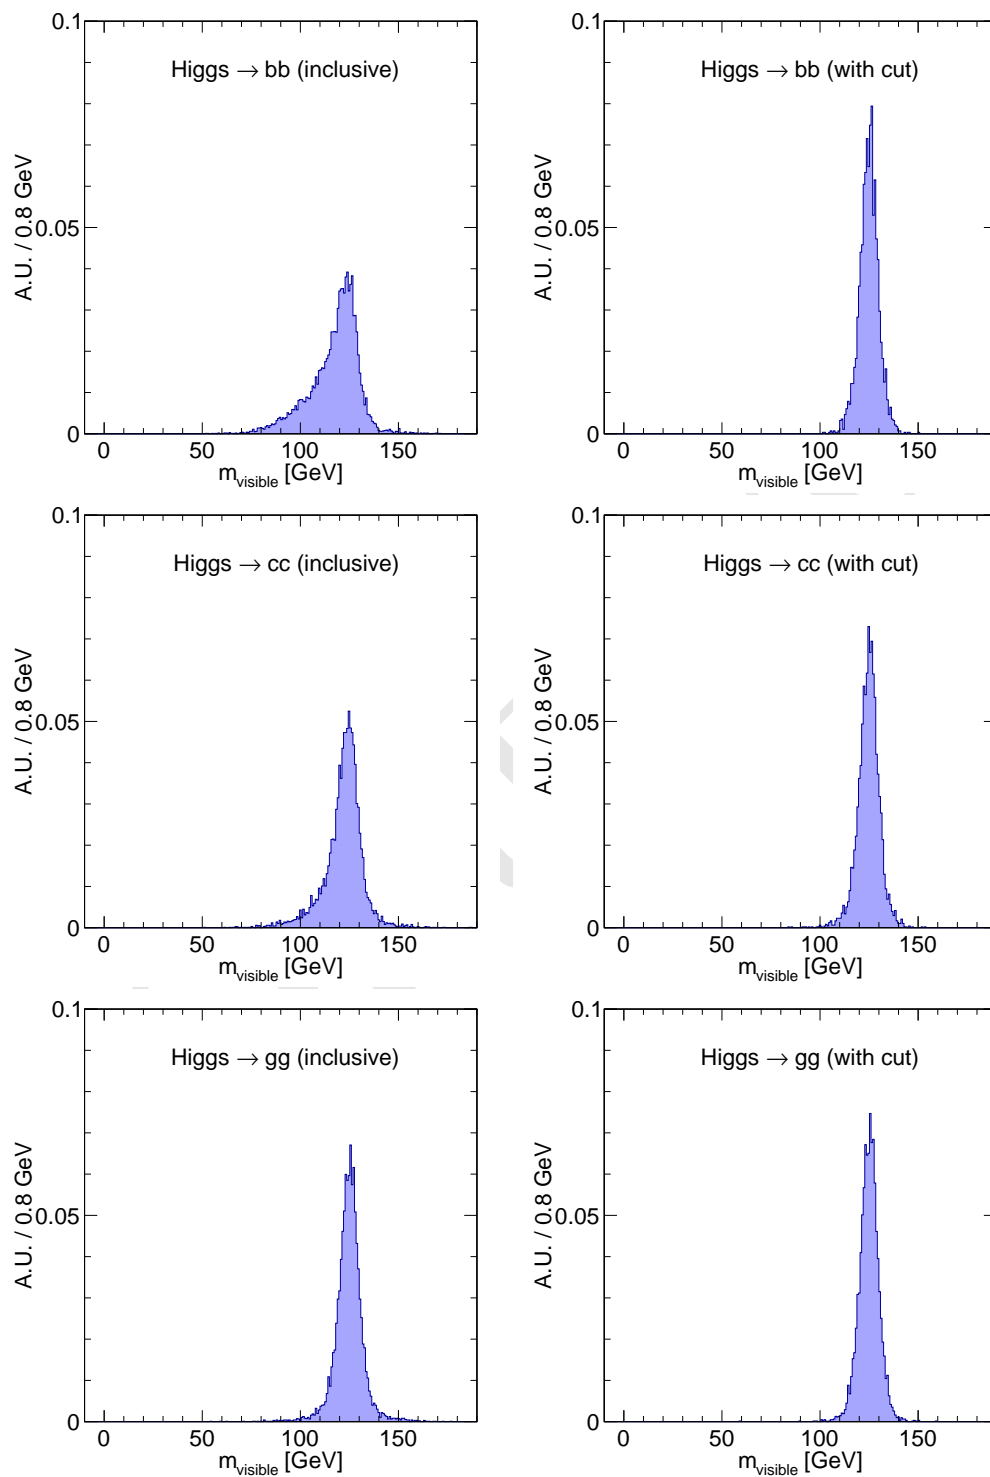 0.1
Higgs → bb (inclusive)
A.U. / 0.8 GeV
0.05
0
0 50 100 150
m_visible [GeV]
0.1
Higgs → bb (with cut)
A.U. / 0.8 GeV
0.05
0
0 50 100 150
m_visible [GeV]
0.1
Higgs → cc (inclusive)
A.U. / 0.8 GeV
0.05
0
0 50 100 150
m_visible [GeV]
0.1
Higgs → cc (with cut)
A.U. / 0.8 GeV
0.05
0
0 50 100 150
m_visible [GeV]
0.1
Higgs → gg (inclusive)
A.U. / 0.8 GeV
0.05
0
0 50 100 150
m_visible [GeV]
0.1
Higgs → gg (with cut)
A.U. / 0.8 GeV
0.05
0
0 50 100 150
m_visible [GeV]